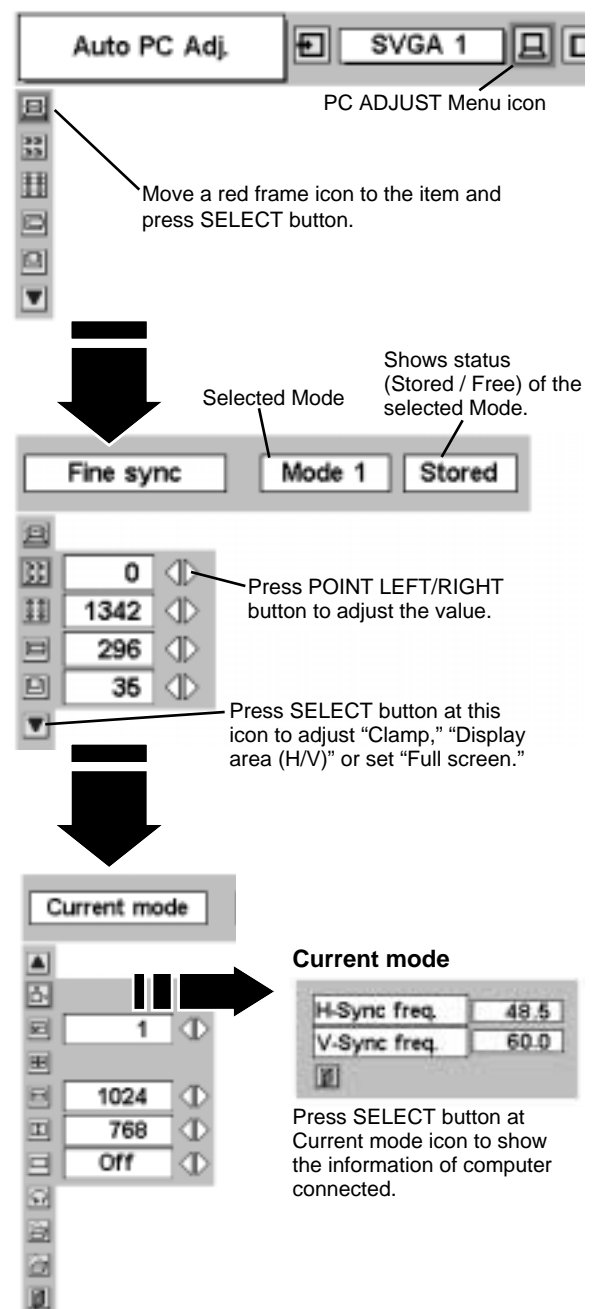 Auto PC Adj.
SVGA 1
PC ADJUST Menu icon
Move a red frame icon to the item and
press SELECT button.
Shows status
(Stored / Free) of the
selected Mode.
Selected Mode
Fine sync
Mode 1
Stored
0
1342
296
35
Press POINT LEFT/RIGHT
button to adjust the value.
Press SELECT button at this
icon to adjust “Clamp,” “Display
area (H/V)” or set “Full screen.”
Current mode
1
1024
768
Off
Current mode
H-Sync freq. 48.5
V-Sync freq. 60.0
Press SELECT button at
Current mode icon to show
the information of computer
connected.